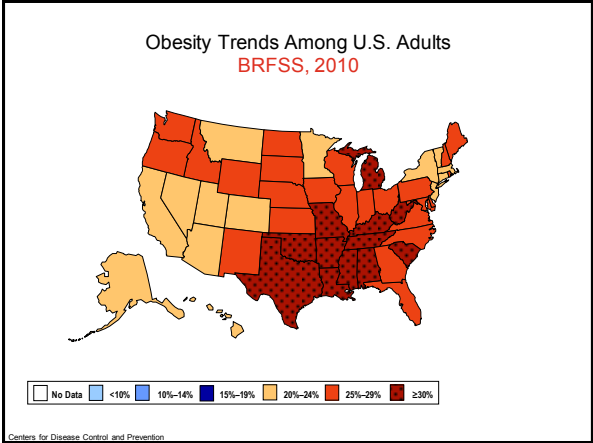 Obesity Trends Among U.S. Adults
BRFSS, 2010
No Data <10% 10%–14% 15%–19% 20%–24% 25%–29% ≥30%
Centers for Disease Control and Prevention